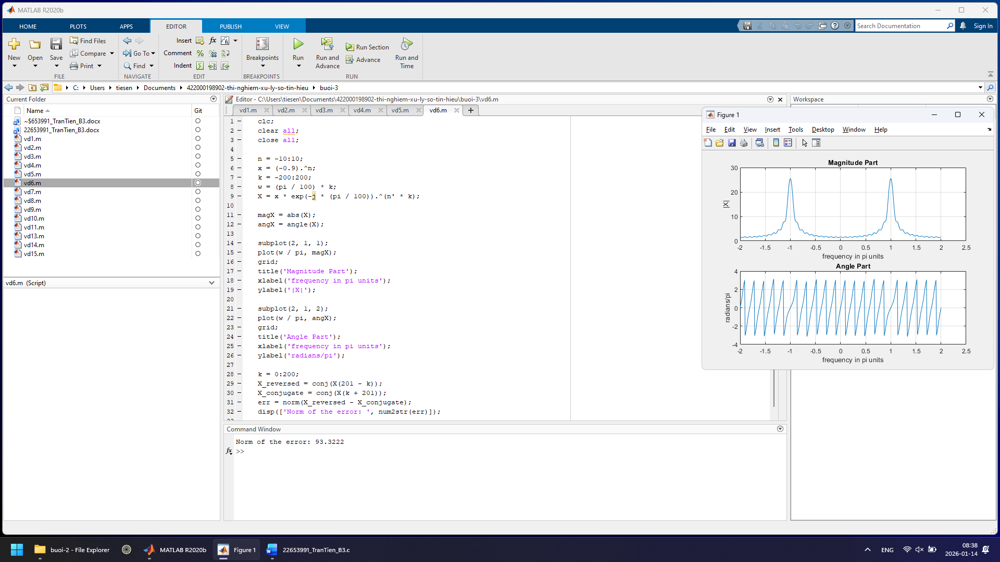 MATLAB R2020b
HOME PLOTS APPS EDITOR PUBLISH VIEW
Search Documentation
Sign In
New Open Save
Find Files
Compare
Print
FILE
Go To
Find
NAVIGATE
Insert
Comment
Indent
EDIT
Breakpoints
BREAKPOINTS
Run
Run and Advance
Run Section
Advance
Run and Time
RUN
C: Users tiesen Documents 422000198902-thi-nghiem-xu-ly-so-tin-hieu buoi-3
Current Folder
Name Git
~$653991_TranTien_B3.docx
22653991_TranTien_B3.docx
vd1.m
vd2.m
vd3.m
vd4.m
vd5.m
vd6.m
vd7.m
vd8.m
vd9.m
vd10.m
vd11.m
vd13.m
vd14.m
vd15.m
vd6.m (Script)
Editor - C:\Users\tiesen\Documents\422000198902-thi-nghiem-xu-ly-so-tin-hieu\buoi-3\vd6.m
vd1.m vd2.m vd3.m vd4.m vd5.m vd6.m
1 clc;
2 clear all;
3 close all;
4
5 n = -10:10;
6 x = (-0.9).^n;
7 k = -200:200;
8 w = (pi / 100) * k;
9 X = x * exp(-j * (pi / 100)).^(n' * k);
10
11 magX = abs(X);
12 angX = angle(X);
13
14 subplot(2, 1, 1);
15 plot(w / pi, magX);
16 grid;
17 title('Magnitude Part');
18 xlabel('frequency in pi units');
19 ylabel('|X|');
20
21 subplot(2, 1, 2);
22 plot(w / pi, angX);
23 grid;
24 title('Angle Part');
25 xlabel('frequency in pi units');
26 ylabel('radians/pi');
27
28 k = 0:200;
29 X_reversed = conj(X(201 - k));
30 X_conjugate = conj(X(k + 201));
31 err = norm(X_reversed - X_conjugate);
32 disp(['Norm of the error: ', num2str(err)]);
Command Window
Norm of the error: 93.3222
fx >>
Workspace
Figure 1
File Edit View Insert Tools Desktop Window Help
Magnitude Part
30
20
10
0
|X|
-2 -1.5 -1 -0.5 0 0.5 1 1.5 2 2.5
frequency in pi units
Angle Part
4
2
0
-2
-4
radians/pi
-2 -1.5 -1 -0.5 0 0.5 1 1.5 2 2.5
frequency in pi units
buoi-2 - File Explorer
MATLAB R2020b
Figure 1
22653991_TranTien_B3.c
ENG
08:38
2026-01-14